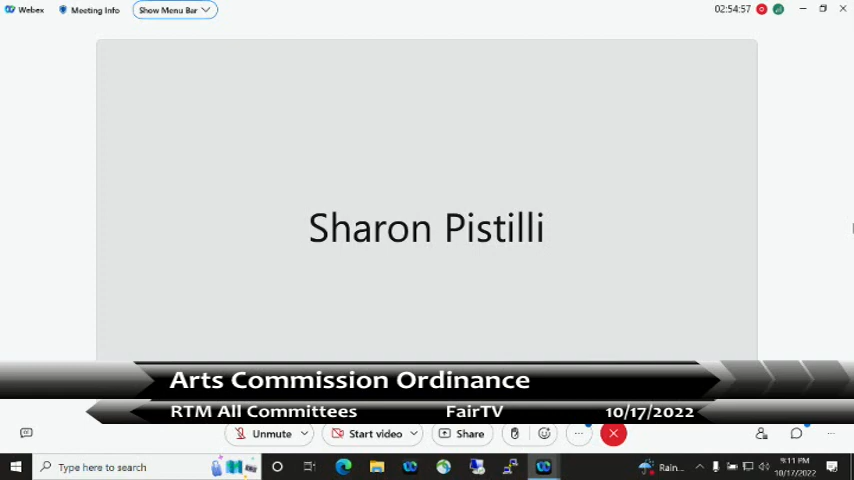 Webex
Meeting Info
Show Menu Bar
02:54:57
Sharon Pistilli
Arts Commission Ordinance
RTM All Committees
FairTV
10/17/2022
Unmute
Start video
Share
Type here to search
Rain...
9:11 PM
10/17/2022